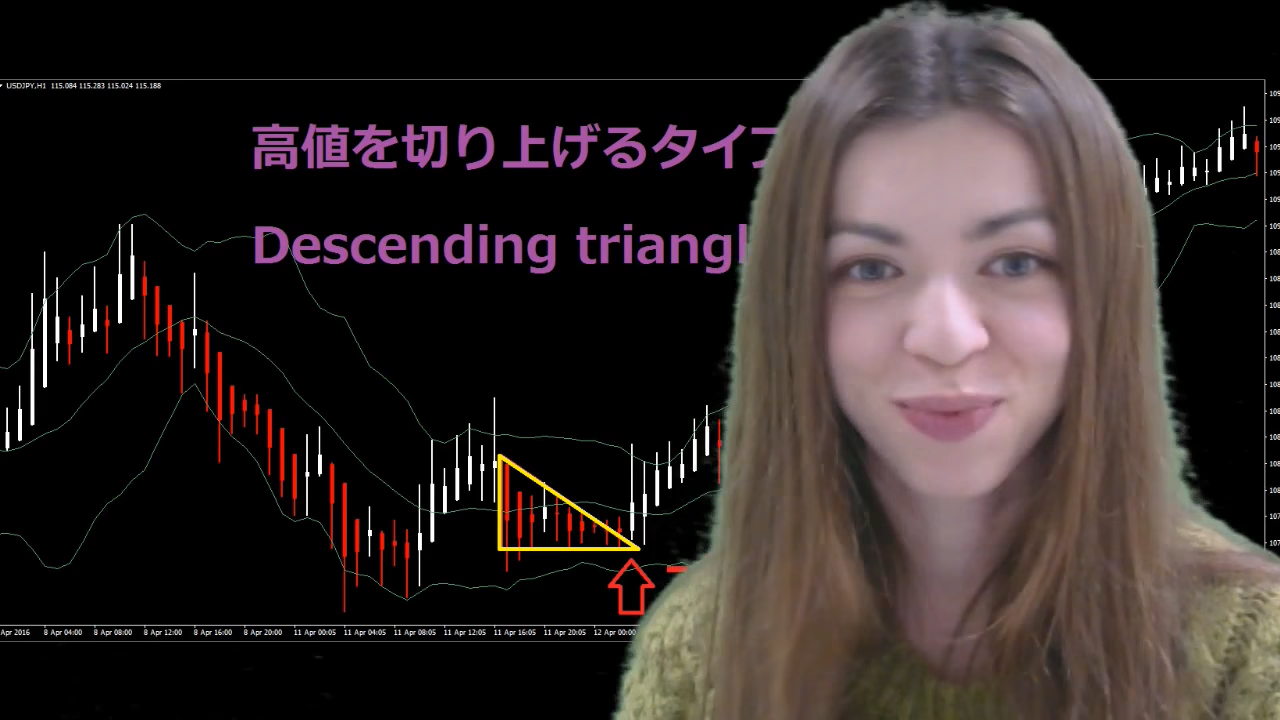 USDJPY,H1 115.084 115.283 115.024 115.188
高値を切り上げるタイプ
Descending triangl
Apr 2016 8 Apr 04:00 8 Apr 08:00 8 Apr 12:00 8 Apr 16:00 8 Apr 20:00 11 Apr 00:05 11 Apr 04:05 11 Apr 08:05 11 Apr 12:05 11 Apr 16:05 11 Apr 20:05 12 Apr 00:00